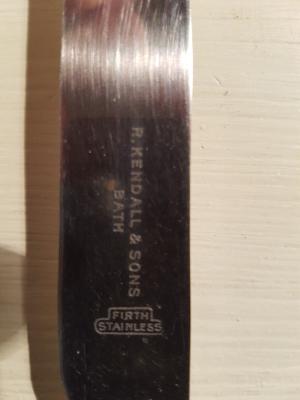 R. KENDALL & SONS
BATH
FIRTH
STAINLESS